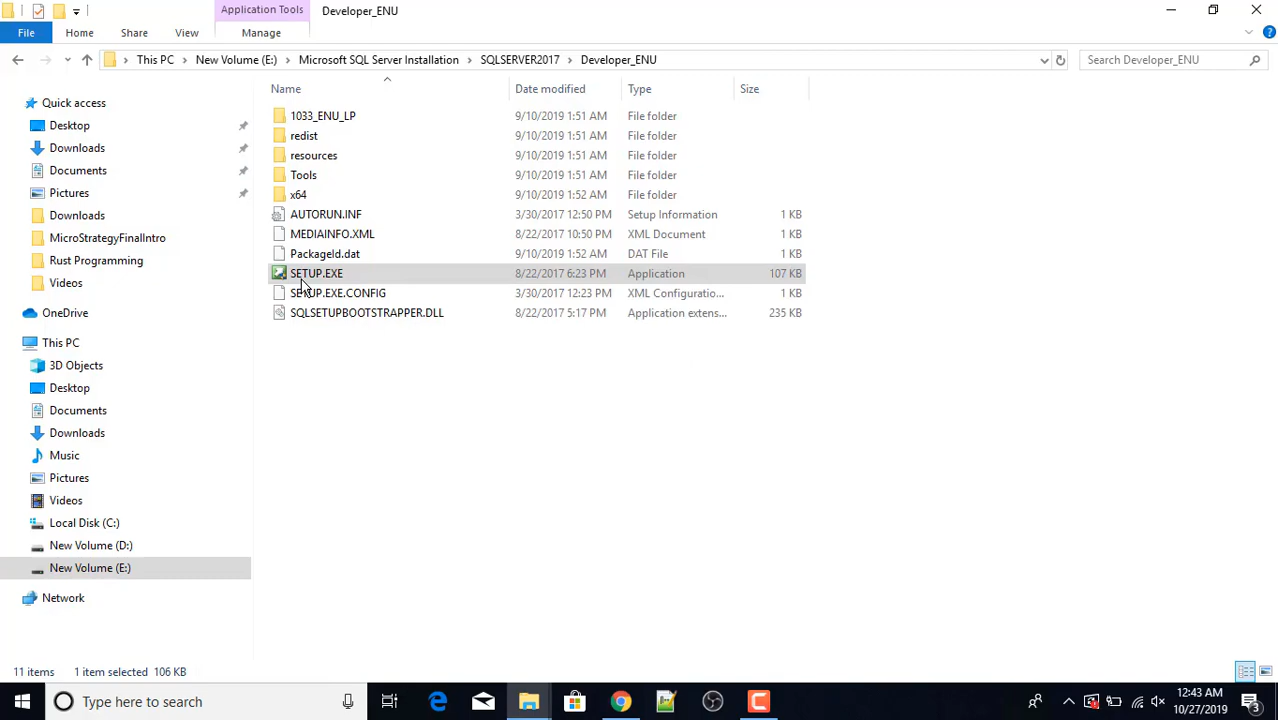 Application Tools
Developer_ENU
File
Home
Share
View
Manage
This PC
New Volume (E:)
Microsoft SQL Server Installation
SQLSERVER2017
Developer_ENU
Search Developer_ENU
Name
Date modified
Type
Size
1033_ENU_LP 9/10/2019 1:51 AM File folder
redist 9/10/2019 1:51 AM File folder
resources 9/10/2019 1:51 AM File folder
Tools 9/10/2019 1:51 AM File folder
x64 9/10/2019 1:52 AM File folder
AUTORUN.INF 3/30/2017 12:50 PM Setup Information 1 KB
MEDIAINFO.XML 8/22/2017 10:50 PM XML Document 1 KB
PackageId.dat 9/10/2019 1:52 AM DAT File 1 KB
SETUP.EXE 8/22/2017 6:23 PM Application 107 KB
SETUP.EXE.CONFIG 3/30/2017 12:23 PM XML Configuratio... 1 KB
SQLSETUPBOOTSTRAPPER.DLL 8/22/2017 5:17 PM Application extens... 235 KB
Quick access
Desktop
Downloads
Documents
Pictures
Downloads
MicroStrategyFinalIntro
Rust Programming
Videos
OneDrive
This PC
3D Objects
Desktop
Documents
Downloads
Music
Pictures
Videos
Local Disk (C:)
New Volume (D:)
New Volume (E:)
Network
11 items
1 item selected 106 KB
Type here to search
12:43 AM
10/27/2019
3